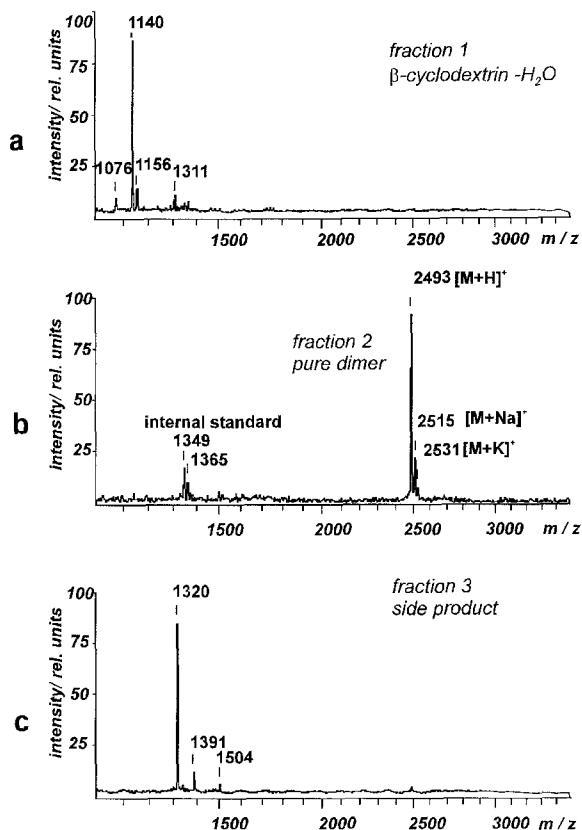 a
intensity/ rel. units
100
75
50
25
1140
1076
1156
1311
fraction 1
β-cyclodextrin -H₂O
1500
2000
2500
3000
m / z
b
intensity/ rel. units
100
75
50
25
2493 [M+H]⁺
fraction 2
pure dimer
internal standard
1349
1365
2515 [M+Na]⁺
2531 [M+K]⁺
1500
2000
2500
3000
m / z
c
intensity/ rel. units
100
75
50
25
1320
1391
1504
fraction 3
side product
1500
2000
2500
3000
m / z